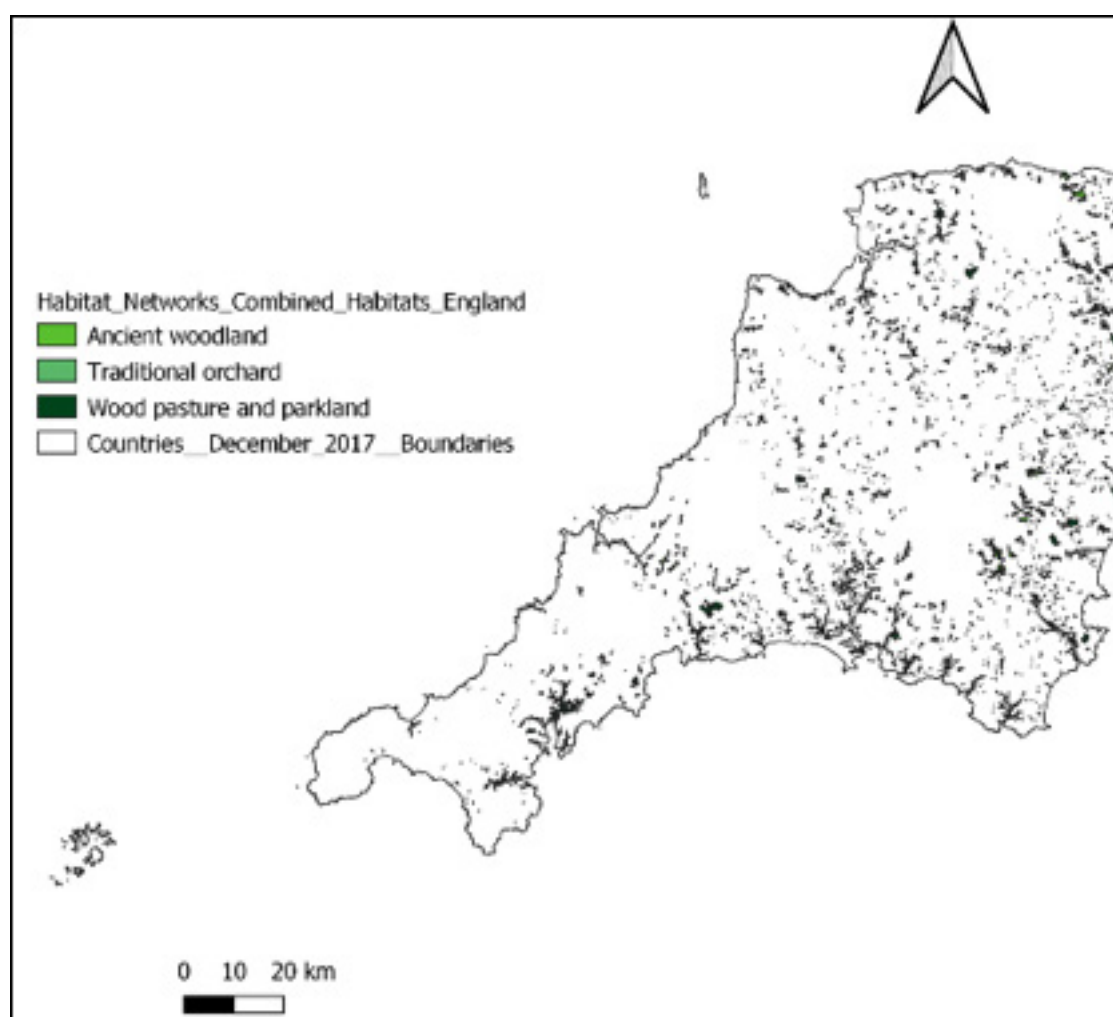 Habitat_Networks_Combined_Habitats_England
Ancient woodland
Traditional orchard
Wood pasture and parkland
Countries__December_2017__Boundaries
0 10 20 km